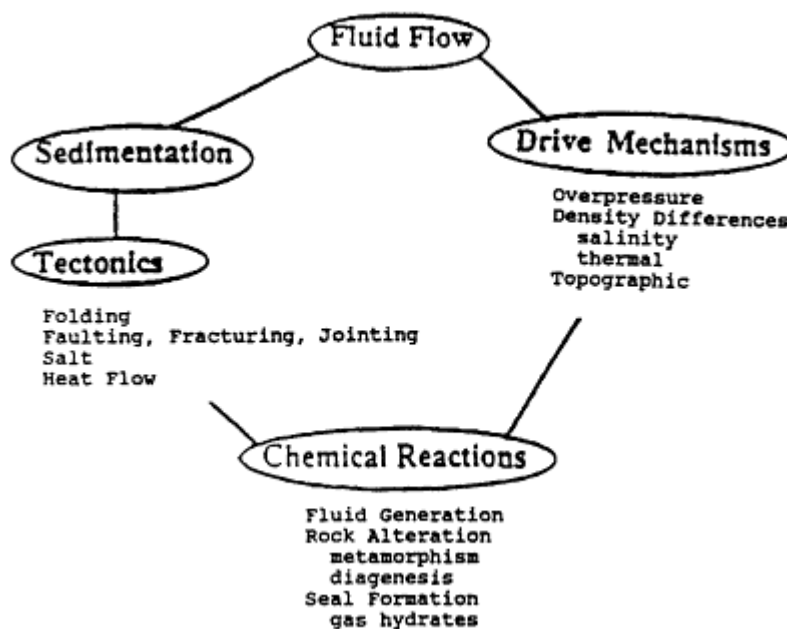 Fluid Flow
Sedimentation
Drive Mechanisms
Overpressure
Density Differences
salinity
thermal
Topographic
Tectonics
Folding
Faulting, Fracturing, Jointing
Salt
Heat Flow
Chemical Reactions
Fluid Generation
Rock Alteration
metamorphism
diagenesis
Seal Formation
gas hydrates